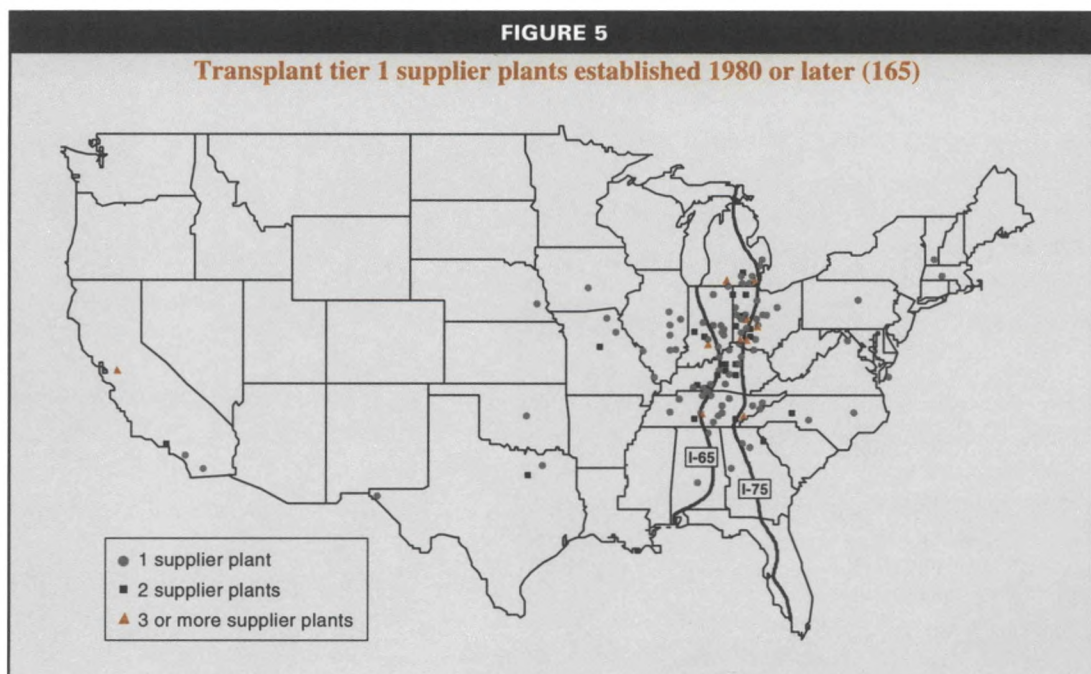 FIGURE 5
Transplant tier 1 supplier plants established 1980 or later (165)
I-65
I-75
1 supplier plant
2 supplier plants
3 or more supplier plants